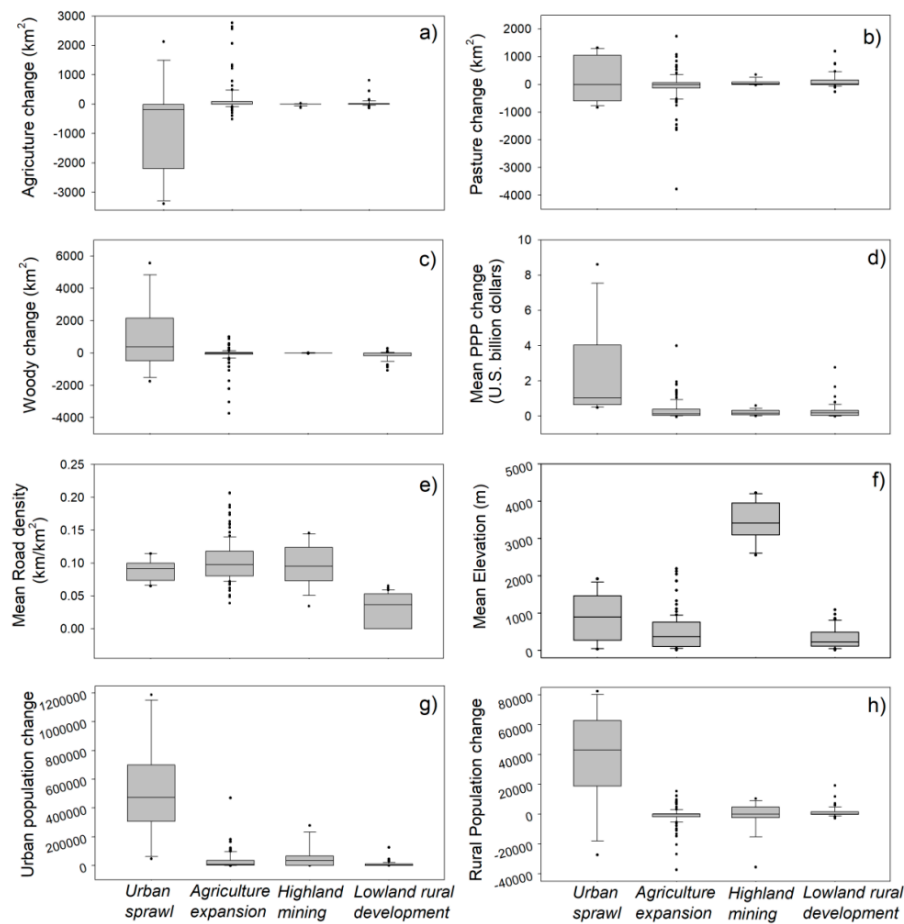 a)
Agricuture change (km²)
3000
2000
1000
0
-1000
-2000
-3000
b)
Pasture change (km²)
2000
1000
0
-1000
-2000
-3000
-4000
c)
Woody change (km²)
6000
4000
2000
0
-2000
-4000
d)
Mean PPP change
(U.S. billion dollars)
10
8
6
4
2
0
e)
Mean Road density
(km/km²)
0.25
0.20
0.15
0.10
0.05
0.00
f)
Mean Elevation (m)
5000
4000
3000
2000
1000
0
g)
Urban population change
1200000
1000000
800000
600000
400000
200000
0
Urban
sprawl
Agriculture
expansion
Highland
mining
Lowland rural
development
h)
Rural Population change
80000
60000
40000
20000
0
-20000
-40000
Urban
sprawl
Agriculture
expansion
Highland
mining
Lowland rural
development